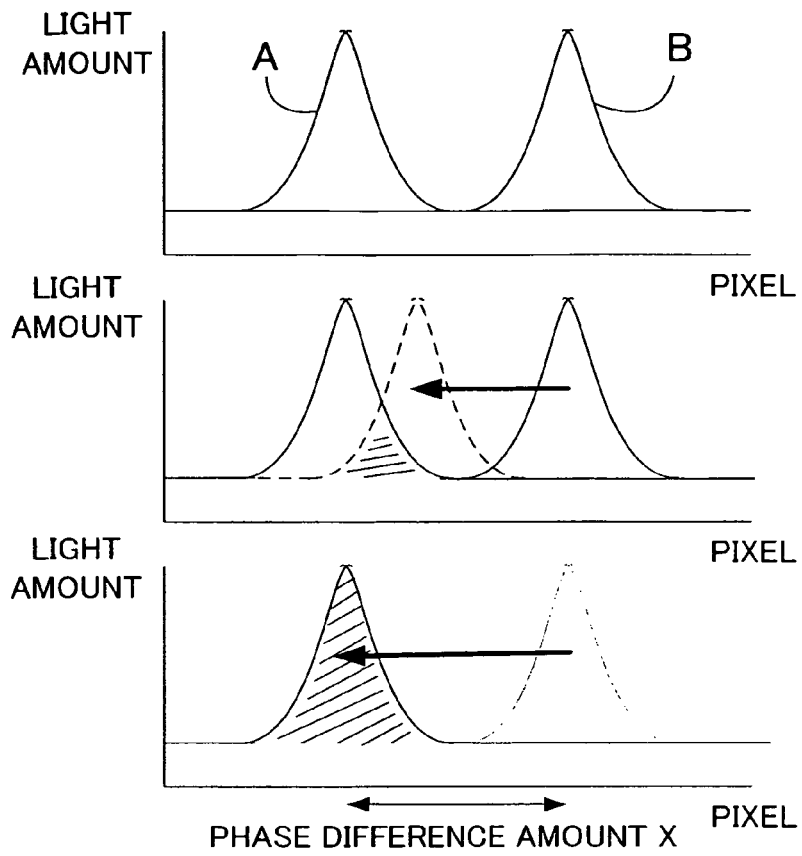 LIGHT
AMOUNT
A
B
PIXEL
LIGHT
AMOUNT
PIXEL
LIGHT
AMOUNT
PIXEL
PHASE DIFFERENCE AMOUNT X